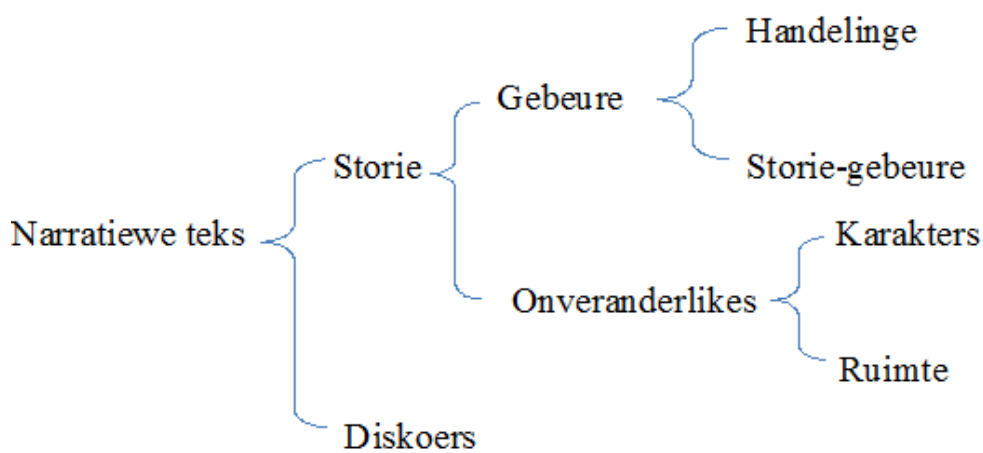 Handelinge
Gebeure
Storie
Storie-gebeure
Narratiewe teks
Karakters
Onveranderlikes
Ruimte
Diskoers